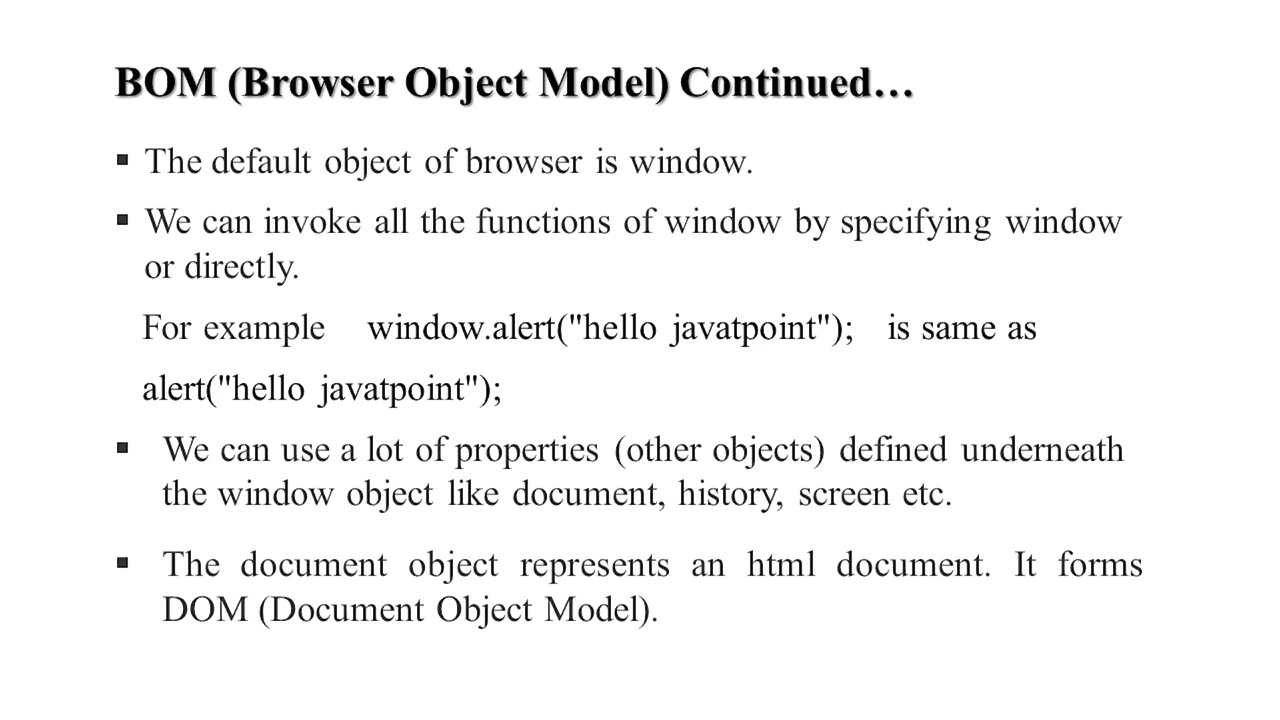 BOM (Browser Object Model) Continued…
▪ The default object of browser is window.
▪ We can invoke all the functions of window by specifying window
or directly.
For example window.alert("hello javatpoint"); is same as
alert("hello javatpoint");
▪ We can use a lot of properties (other objects) defined underneath
the window object like document, history, screen etc.
▪ The document object represents an html document. It forms
DOM (Document Object Model).